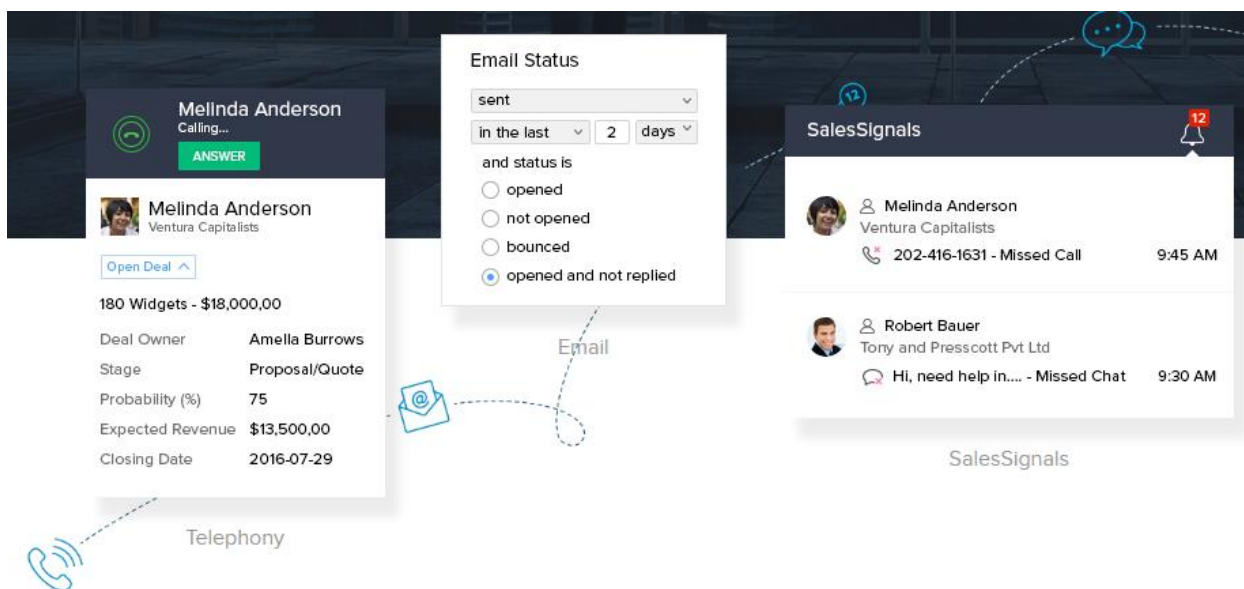 Melinda Anderson
Calling...
ANSWER
Melinda Anderson
Ventura Capitalists
Open Deal
180 Widgets - $18,000,00
Deal Owner Amella Burrows
Stage Proposal/Quote
Probability (%) 75
Expected Revenue $13,500,00
Closing Date 2016-07-29
Telephony
@
Email Status
sent
in the last 2 days
and status is
opened
not opened
bounced
opened and not replied
Email
12
SalesSignals 12
Melinda Anderson
Ventura Capitalists
202-416-1631 - Missed Call 9:45 AM
Robert Bauer
Tony and Presscott Pvt Ltd
Hi, need help in.... - Missed Chat 9:30 AM
SalesSignals